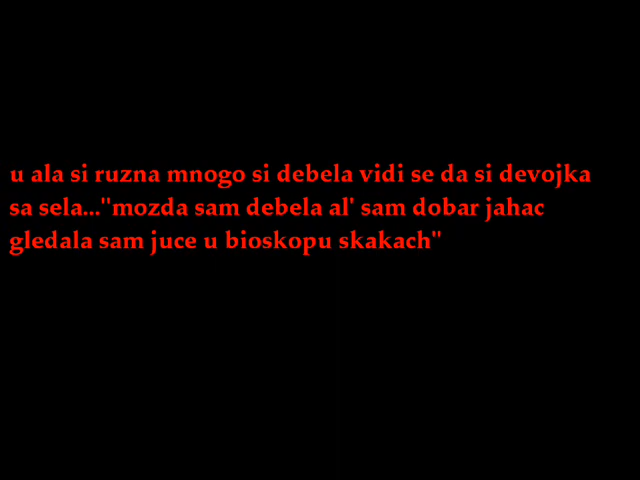 u ala si ruzna mnogo si debela vidi se da si devojka
sa sela..."mozda sam debela al' sam dobar jahac
gledala sam juce u bioskopu skakach"